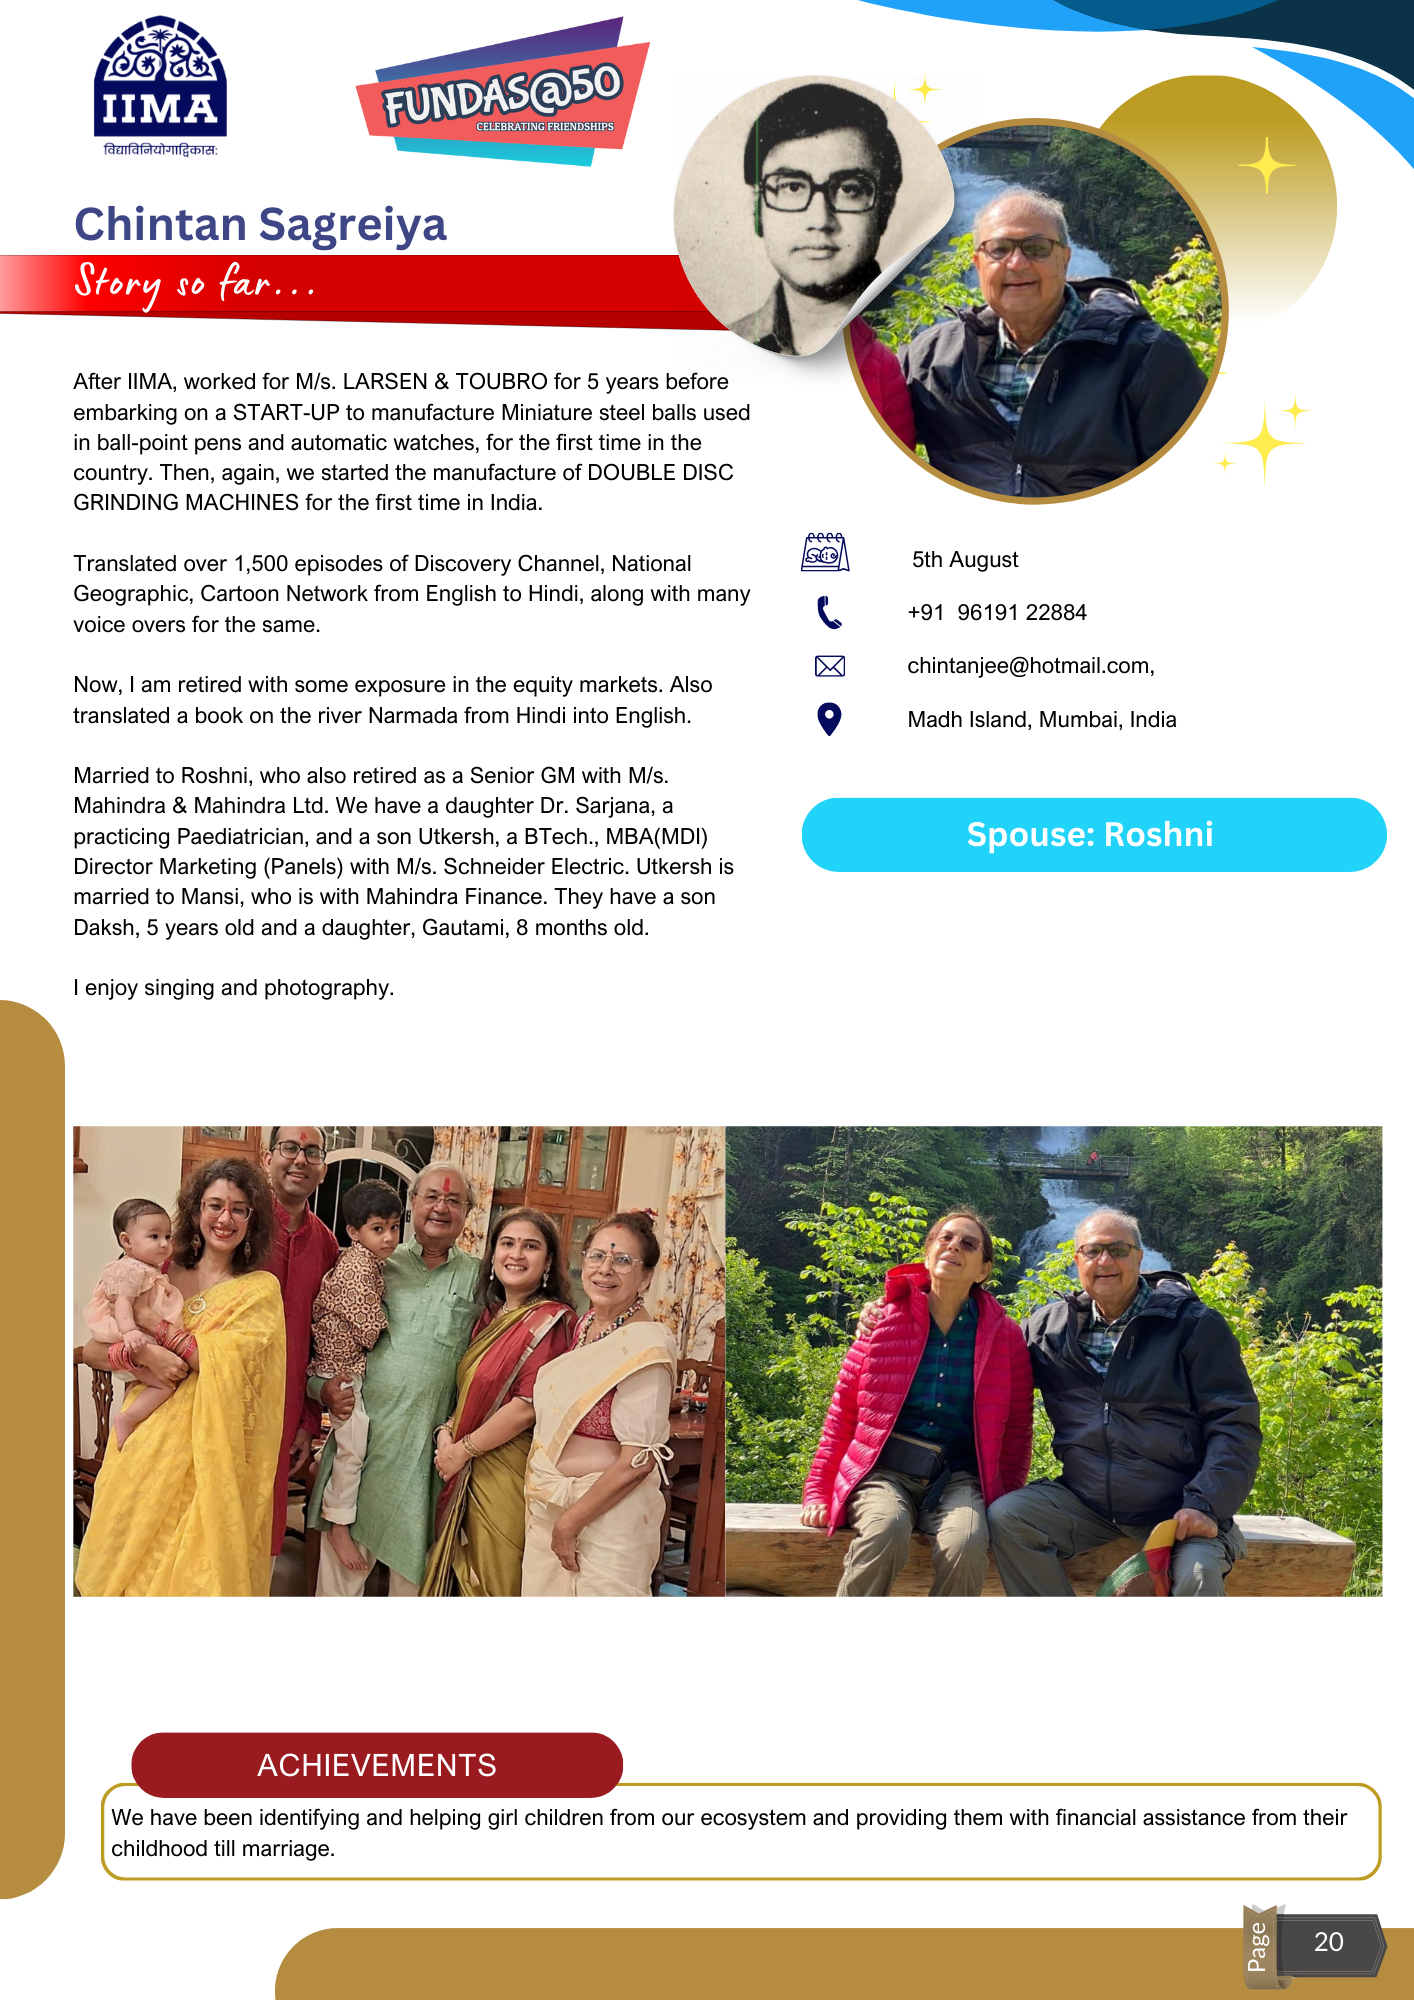 IIMA
विद्याविनियोगाद्विकासः
FUNDAS@50
CELEBRATING FRIENDSHIPS
Chintan Sagreiya
Story so far...
After IIMA, worked for M/s. LARSEN & TOUBRO for 5 years before
embarking on a START-UP to manufacture Miniature steel balls used
in ball-point pens and automatic watches, for the first time in the
country. Then, again, we started the manufacture of DOUBLE DISC
GRINDING MACHINES for the first time in India.
Translated over 1,500 episodes of Discovery Channel, National
Geographic, Cartoon Network from English to Hindi, along with many
voice overs for the same.
Now, I am retired with some exposure in the equity markets. Also
translated a book on the river Narmada from Hindi into English.
Married to Roshni, who also retired as a Senior GM with M/s.
Mahindra & Mahindra Ltd. We have a daughter Dr. Sarjana, a
practicing Paediatrician, and a son Utkersh, a BTech., MBA(MDI)
Director Marketing (Panels) with M/s. Schneider Electric. Utkersh is
married to Mansi, who is with Mahindra Finance. They have a son
Daksh, 5 years old and a daughter, Gautami, 8 months old.
I enjoy singing and photography.
5th August
+91  96191 22884
chintanjee@hotmail.com,
Madh Island, Mumbai, India
Spouse: Roshni
ACHIEVEMENTS
We have been identifying and helping girl children from our ecosystem and providing them with financial assistance from their
childhood till marriage.
Page
20